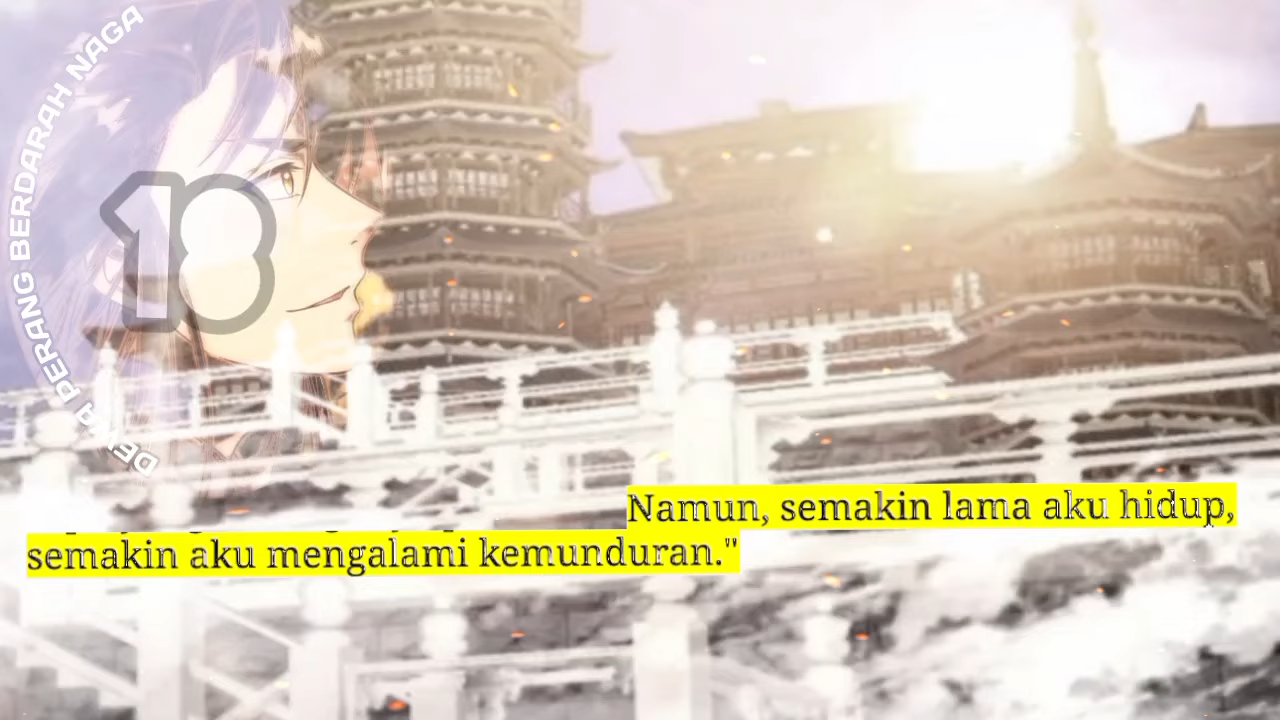 DEWA PERANG BERDARAH NAGA
18
Namun, semakin lama aku hidup,
semakin aku mengalami kemunduran."